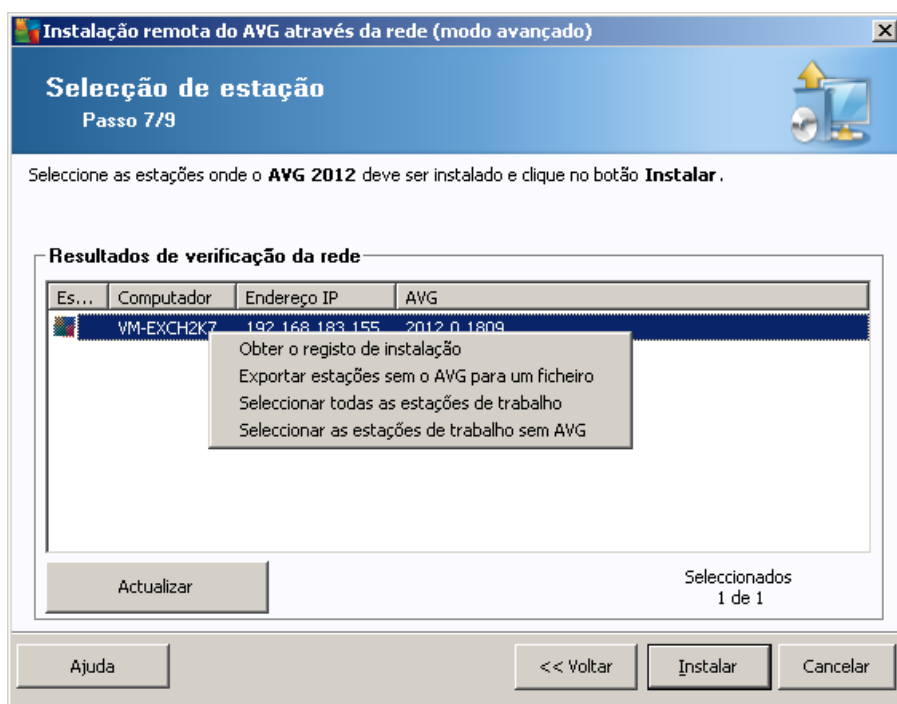 Instalação remota do AVG através da rede (modo avançado)
Selecção de estação
Passo 7/9
Seleccione as estações onde o AVG 2012 deve ser instalado e clique no botão Instalar.
Resultados de verificação da rede
Es... Computador Endereço IP AVG
VM-EXCH2K7 192.168.183.155 2012.0.1809
Obter o registo de instalação
Exportar estações sem o AVG para um ficheiro
Seleccionar todas as estações de trabalho
Seleccionar as estações de trabalho sem AVG
Actualizar
Seleccionados
1 de 1
Ajuda << Voltar Instalar Cancelar